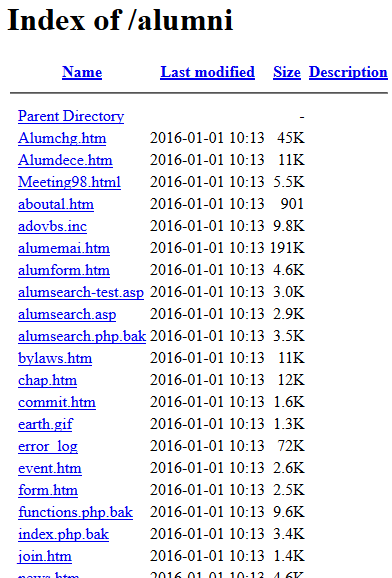 Index of /alumni
Name Last modified Size Description
Parent Directory -
Alumchg.htm 2016-01-01 10:13 45K
Alumdece.htm 2016-01-01 10:13 11K
Meeting98.html 2016-01-01 10:13 5.5K
aboutal.htm 2016-01-01 10:13 901
adovbs.inc 2016-01-01 10:13 9.8K
alumemai.htm 2016-01-01 10:13 191K
alumform.htm 2016-01-01 10:13 4.6K
alumsearch-test.asp 2016-01-01 10:13 3.0K
alumsearch.asp 2016-01-01 10:13 2.9K
alumsearch.php.bak 2016-01-01 10:13 3.5K
bylaws.htm 2016-01-01 10:13 11K
chap.htm 2016-01-01 10:13 12K
commit.htm 2016-01-01 10:13 1.6K
earth.gif 2016-01-01 10:13 1.3K
error_log 2016-01-01 10:13 72K
event.htm 2016-01-01 10:13 2.6K
form.htm 2016-01-01 10:13 2.5K
functions.php.bak 2016-01-01 10:13 9.6K
index.php.bak 2016-01-01 10:13 3.4K
join.htm 2016-01-01 10:13 1.4K
news.htm 2016-01-01 10:13 4.6K